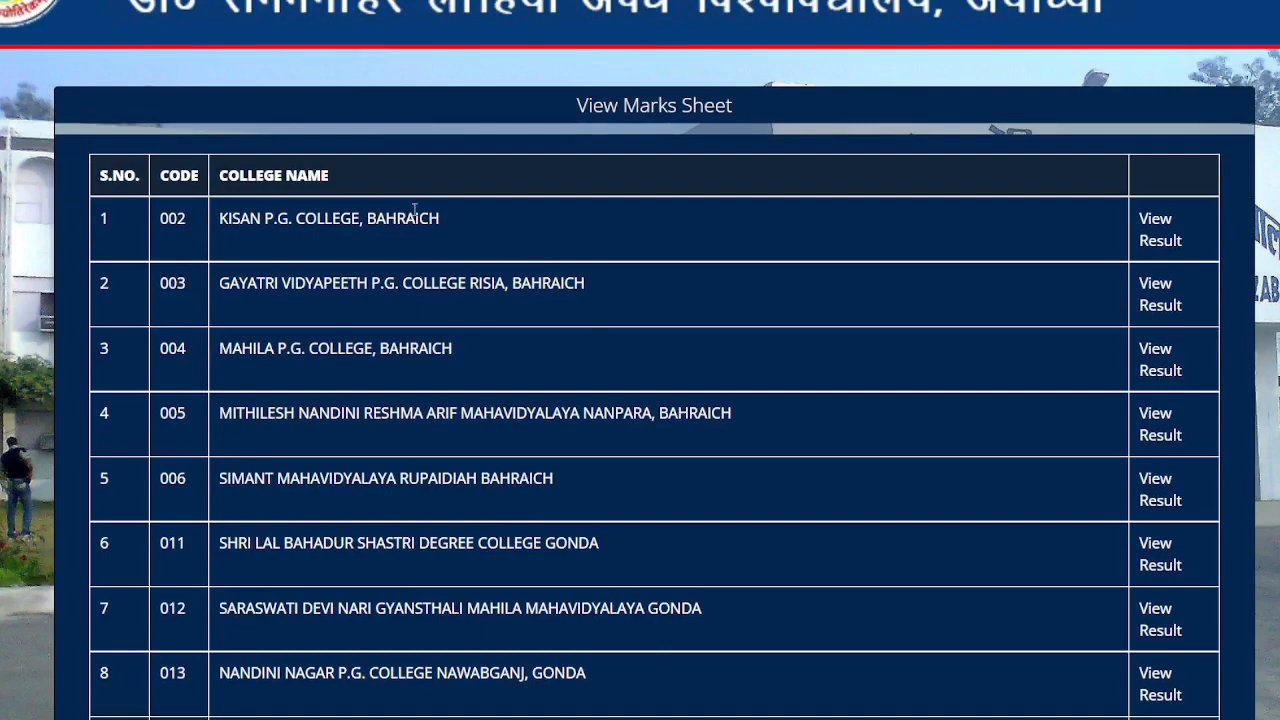 विश्वविद्यालय,
View Marks Sheet
S.NO. CODE COLLEGE NAME
1 002 KISAN P.G. COLLEGE, BAHRAICH View Result
2 003 GAYATRI VIDYAPEETH P.G. COLLEGE RISIA, BAHRAICH View Result
3 004 MAHILA P.G. COLLEGE, BAHRAICH View Result
4 005 MITHILESH NANDINI RESHMA ARIF MAHAVIDYALAYA NANPARA, BAHRAICH View Result
5 006 SIMANT MAHAVIDYALAYA RUPAIDIAH BAHRAICH View Result
6 011 SHRI LAL BAHADUR SHASTRI DEGREE COLLEGE GONDA View Result
7 012 SARASWATI DEVI NARI GYANSTHALI MAHILA MAHAVIDYALAYA GONDA View Result
8 013 NANDINI NAGAR P.G. COLLEGE NAWABGANJ, GONDA View Result